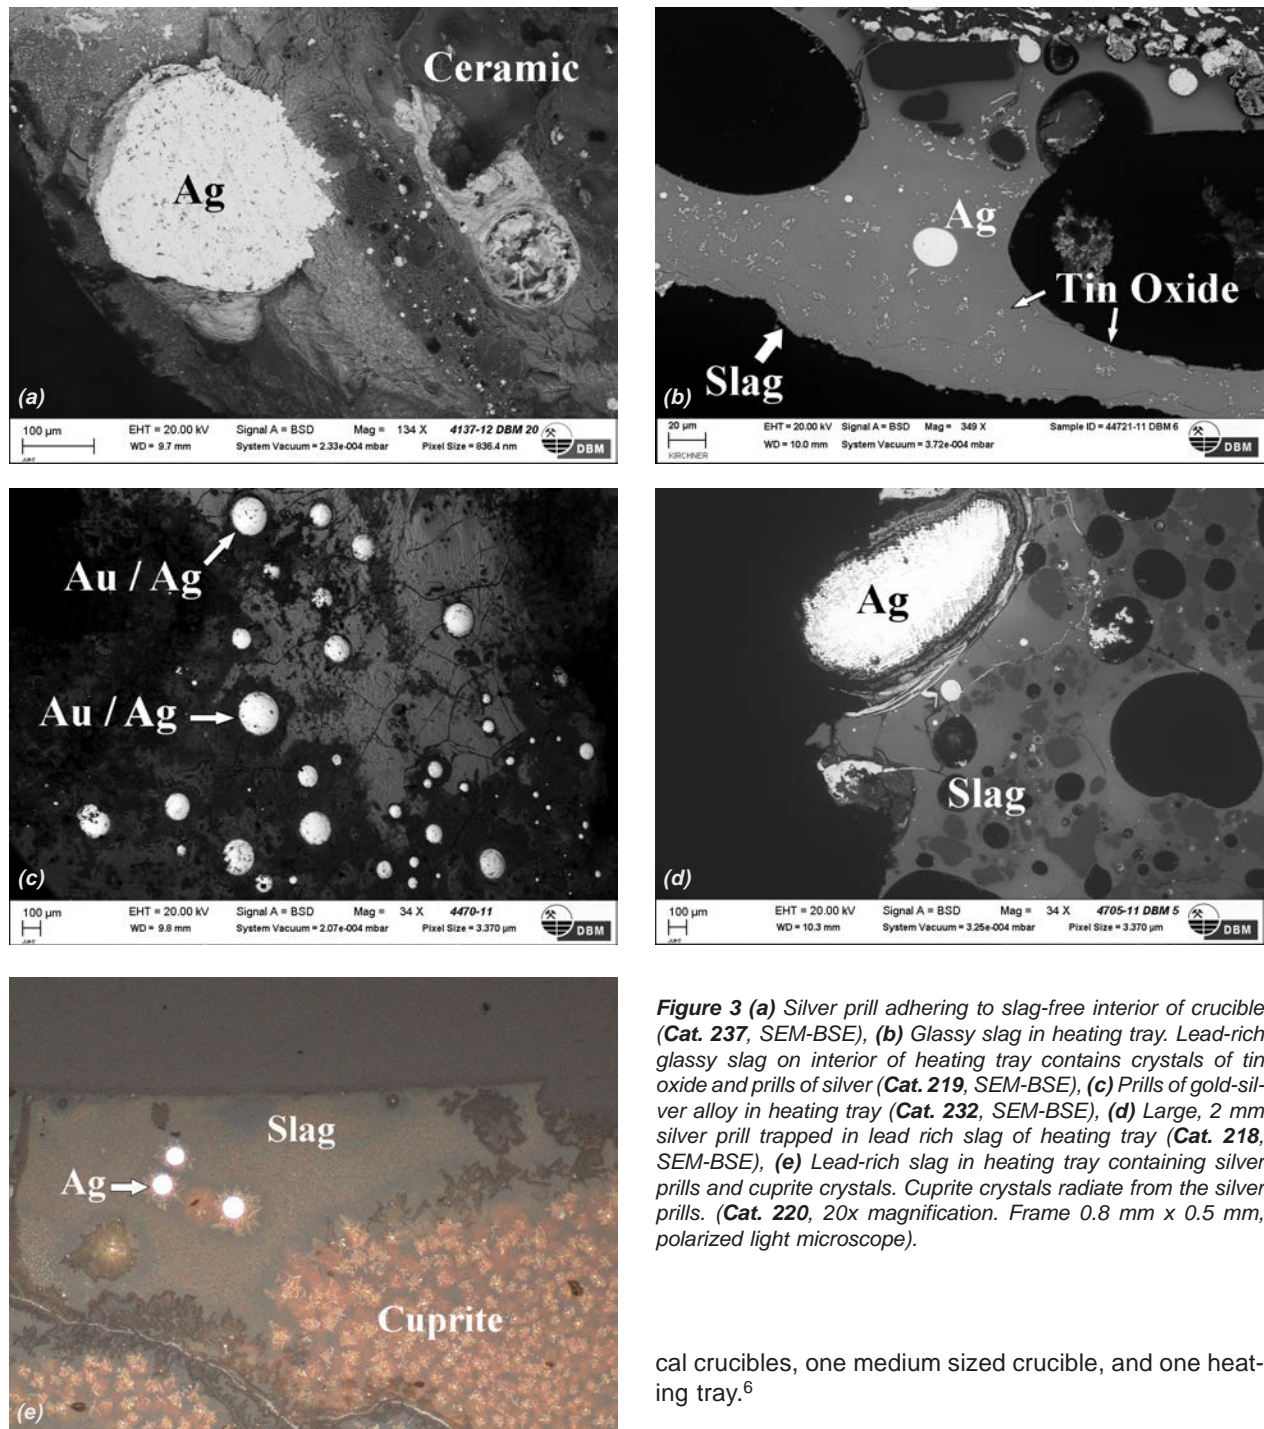 Ceramic
Ag
(a)
100 µm
EHT = 20.00 kV Signal A = BSD Mag = 134 X 4137-12 DBM 20
WD = 9.7 mm System Vacuum = 2.33e-004 mbar Pixel Size = 836.4 nm
DBM
Ag
Tin Oxide
Slag
(b)
20 µm
EHT = 20.00 kV Signal A = BSD Mag = 349 X Sample ID = 44721-11 DBM 6
WD = 10.0 mm System Vacuum = 3.72e-004 mbar
KIRCHNER
DBM
Au / Ag
Au / Ag
(c)
100 µm
EHT = 20.00 kV Signal A = BSD Mag = 34 X 4470-11
WD = 9.8 mm System Vacuum = 2.07e-004 mbar Pixel Size = 3.370 µm
DBM
Ag
Slag
(d)
100 µm
EHT = 20.00 kV Signal A = BSD Mag = 34 X 4705-11 DBM 5
WD = 10.3 mm System Vacuum = 3.25e-004 mbar Pixel Size = 3.370 µm
DBM
Slag
Ag
Cuprite
(e)
Figure 3 (a) Silver prill adhering to slag-free interior of crucible
(Cat. 237, SEM-BSE), (b) Glassy slag in heating tray. Lead-rich
glassy slag on interior of heating tray contains crystals of tin
oxide and prills of silver (Cat. 219, SEM-BSE), (c) Prills of gold-sil-
ver alloy in heating tray (Cat. 232, SEM-BSE), (d) Large, 2 mm
silver prill trapped in lead rich slag of heating tray (Cat. 218,
SEM-BSE), (e) Lead-rich slag in heating tray containing silver
prills and cuprite crystals. Cuprite crystals radiate from the silver
prills. (Cat. 220, 20x magnification. Frame 0.8 mm x 0.5 mm,
polarized light microscope).
cal crucibles, one medium sized crucible, and one heat-
ing tray.6